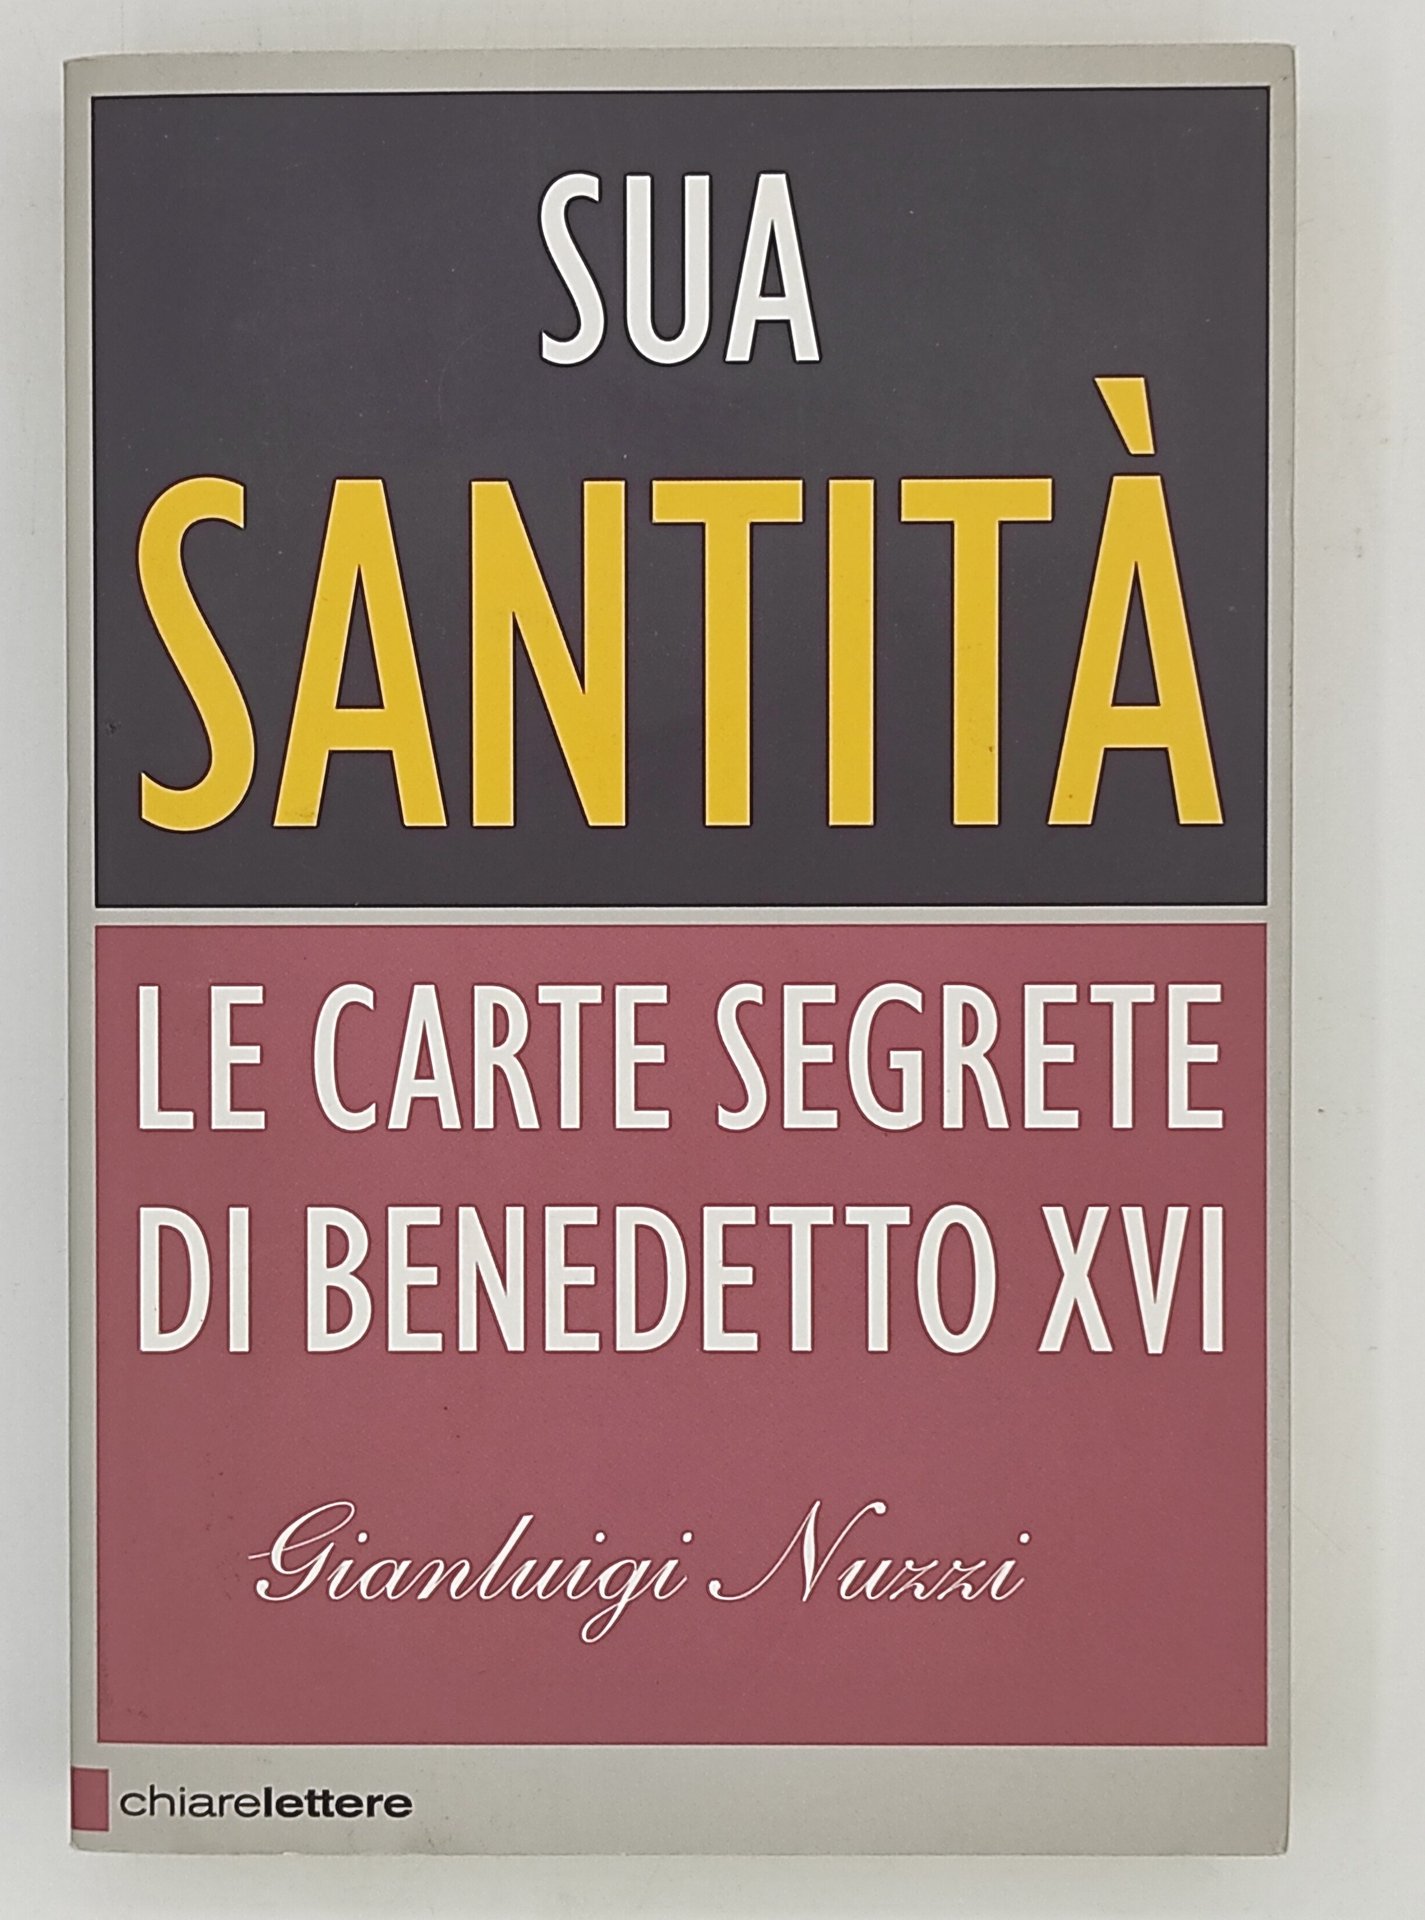 SUA
SANTITÀ
LE CARTE SEGRETE
DI BENEDETTO XVI
Gianluigi Nuzzi
chiarelettere